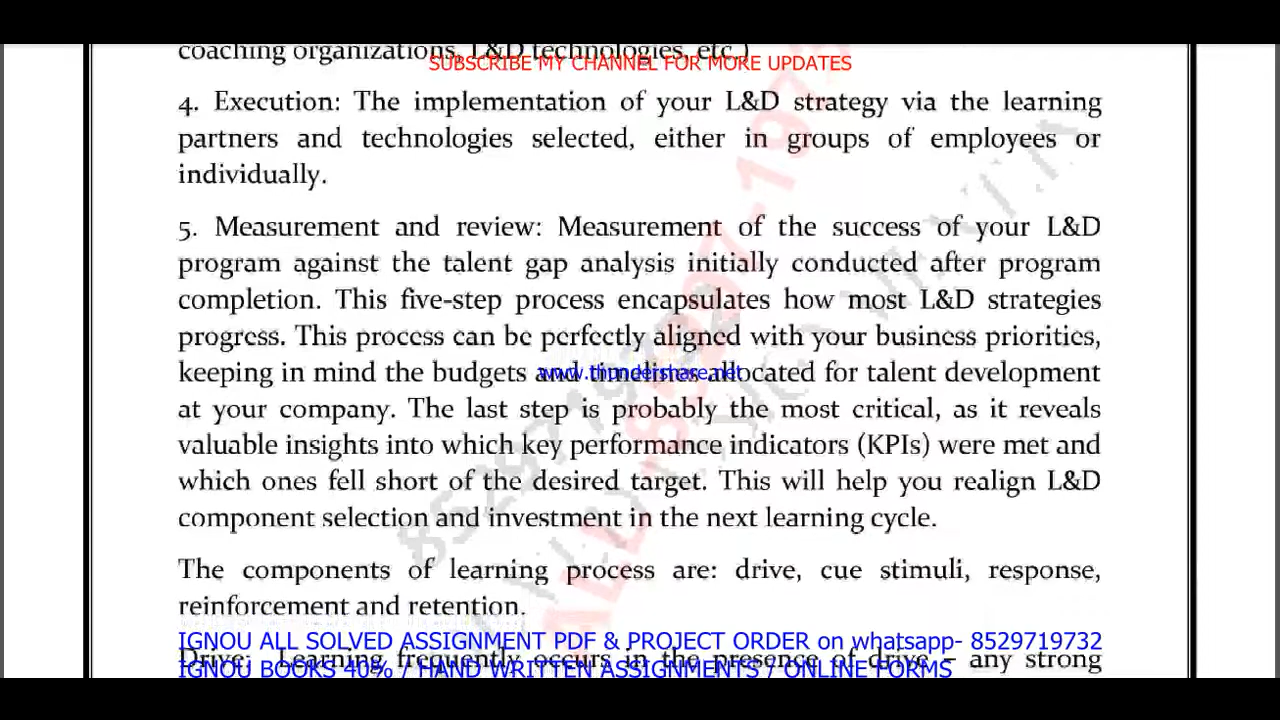 coaching organizations, L&D technologies, etc.)
SUBSCRIBE MY CHANNEL FOR MORE UPDATES
4. Execution: The implementation of your L&D strategy via the learning
partners and technologies selected, either in groups of employees or
individually.
5. Measurement and review: Measurement of the success of your L&D
program against the talent gap analysis initially conducted after program
completion. This five-step process encapsulates how most L&D strategies
progress. This process can be perfectly aligned with your business priorities,
keeping in mind the budgets and timelines allocated for talent development
www.thundershare.net
at your company. The last step is probably the most critical, as it reveals
valuable insights into which key performance indicators (KPIs) were met and
which ones fell short of the desired target. This will help you realign L&D
component selection and investment in the next learning cycle.
The components of learning process are: drive, cue stimuli, response,
reinforcement and retention.
IGNOU ALL SOLVED ASSIGNMENT PDF & PROJECT ORDER on whatsapp- 8529719732
Drive: Learning frequently occurs in the presence of drive – any strong
IGNOU BOOKS 40% / HAND WRITTEN ASSIGNMENTS / ONLINE FORMS